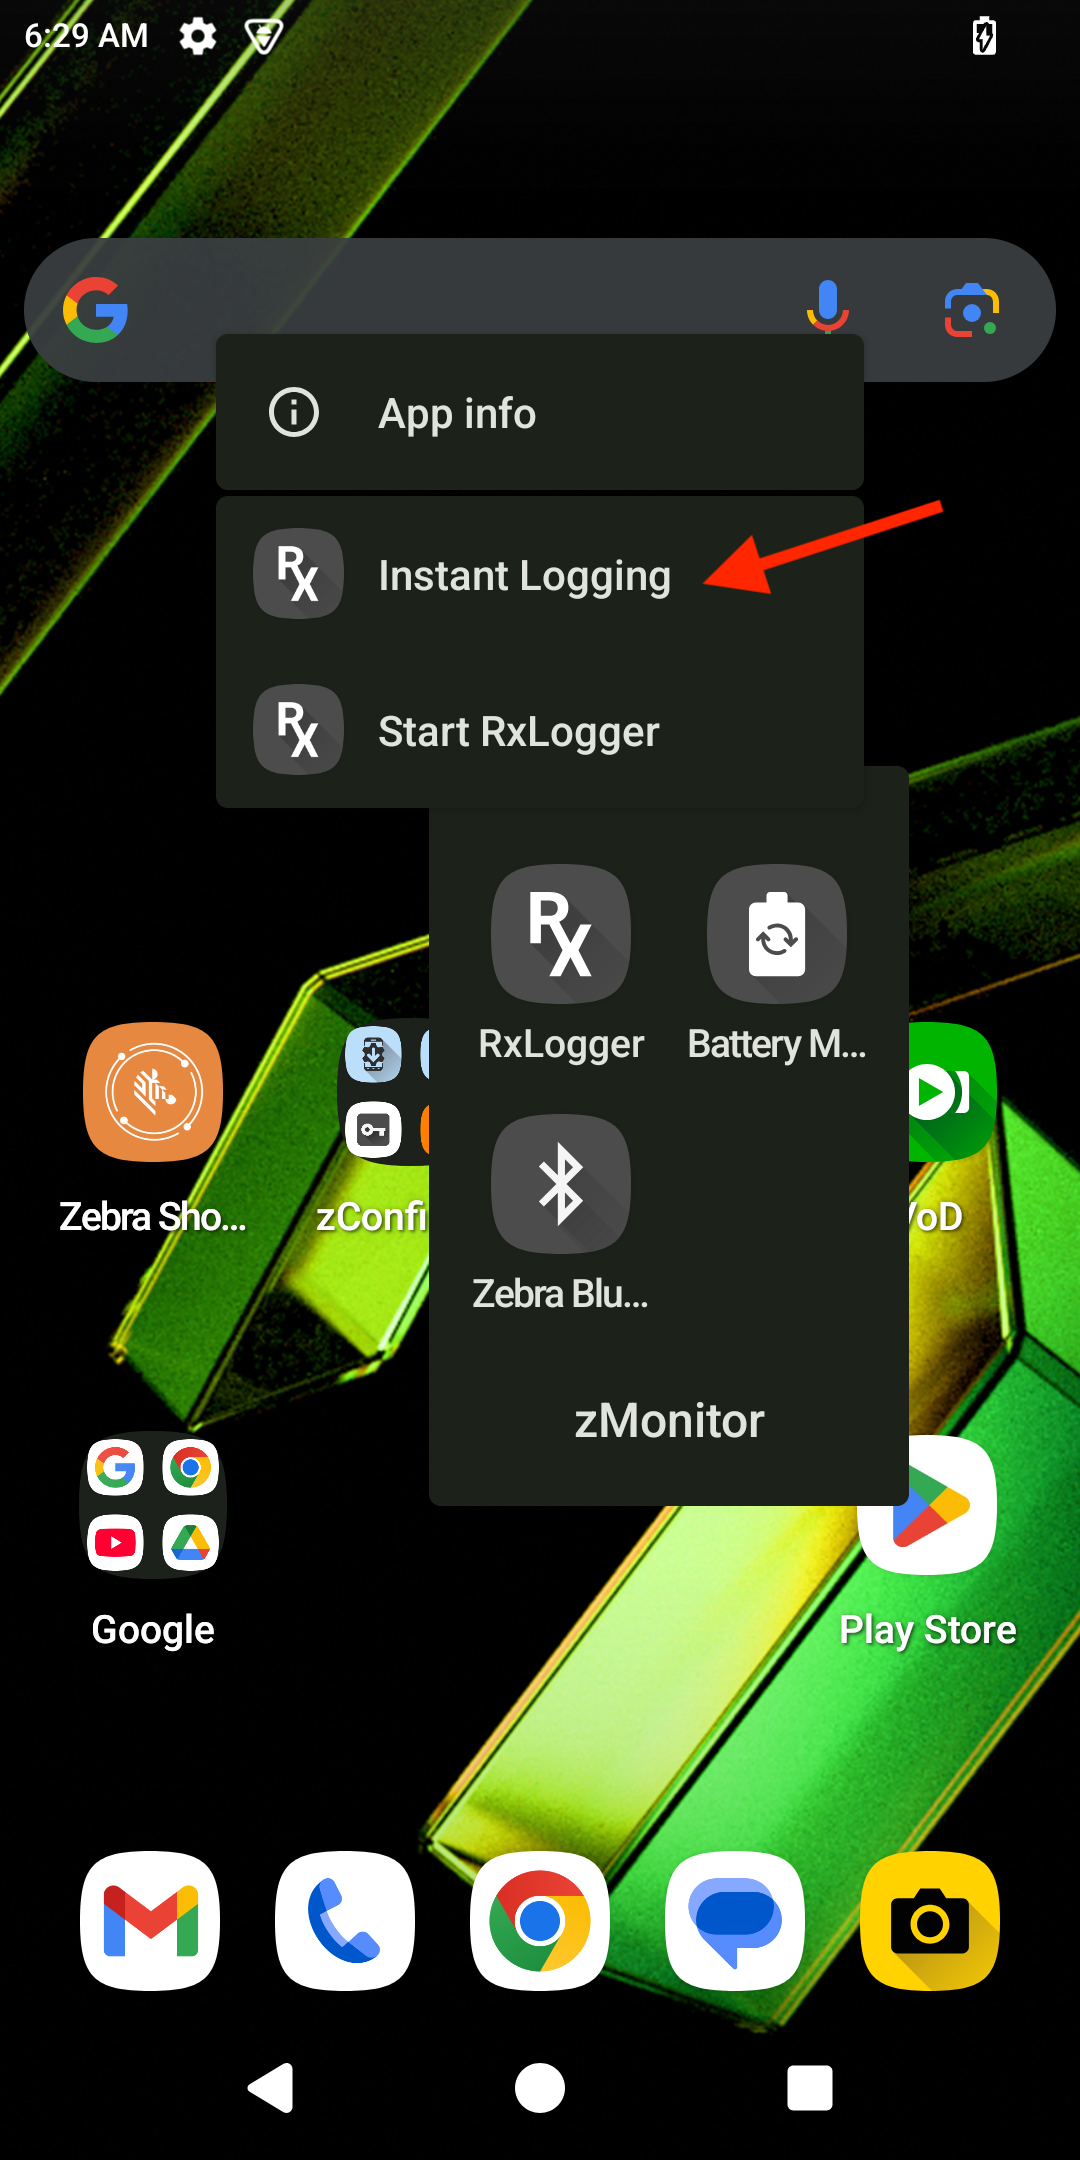 6:29 AM
App info
Instant Logging
Start RxLogger
RxLogger
Battery M...
Zebra Blu...
zMonitor
Zebra Sho...
zConfi
VoD
Google
Play Store